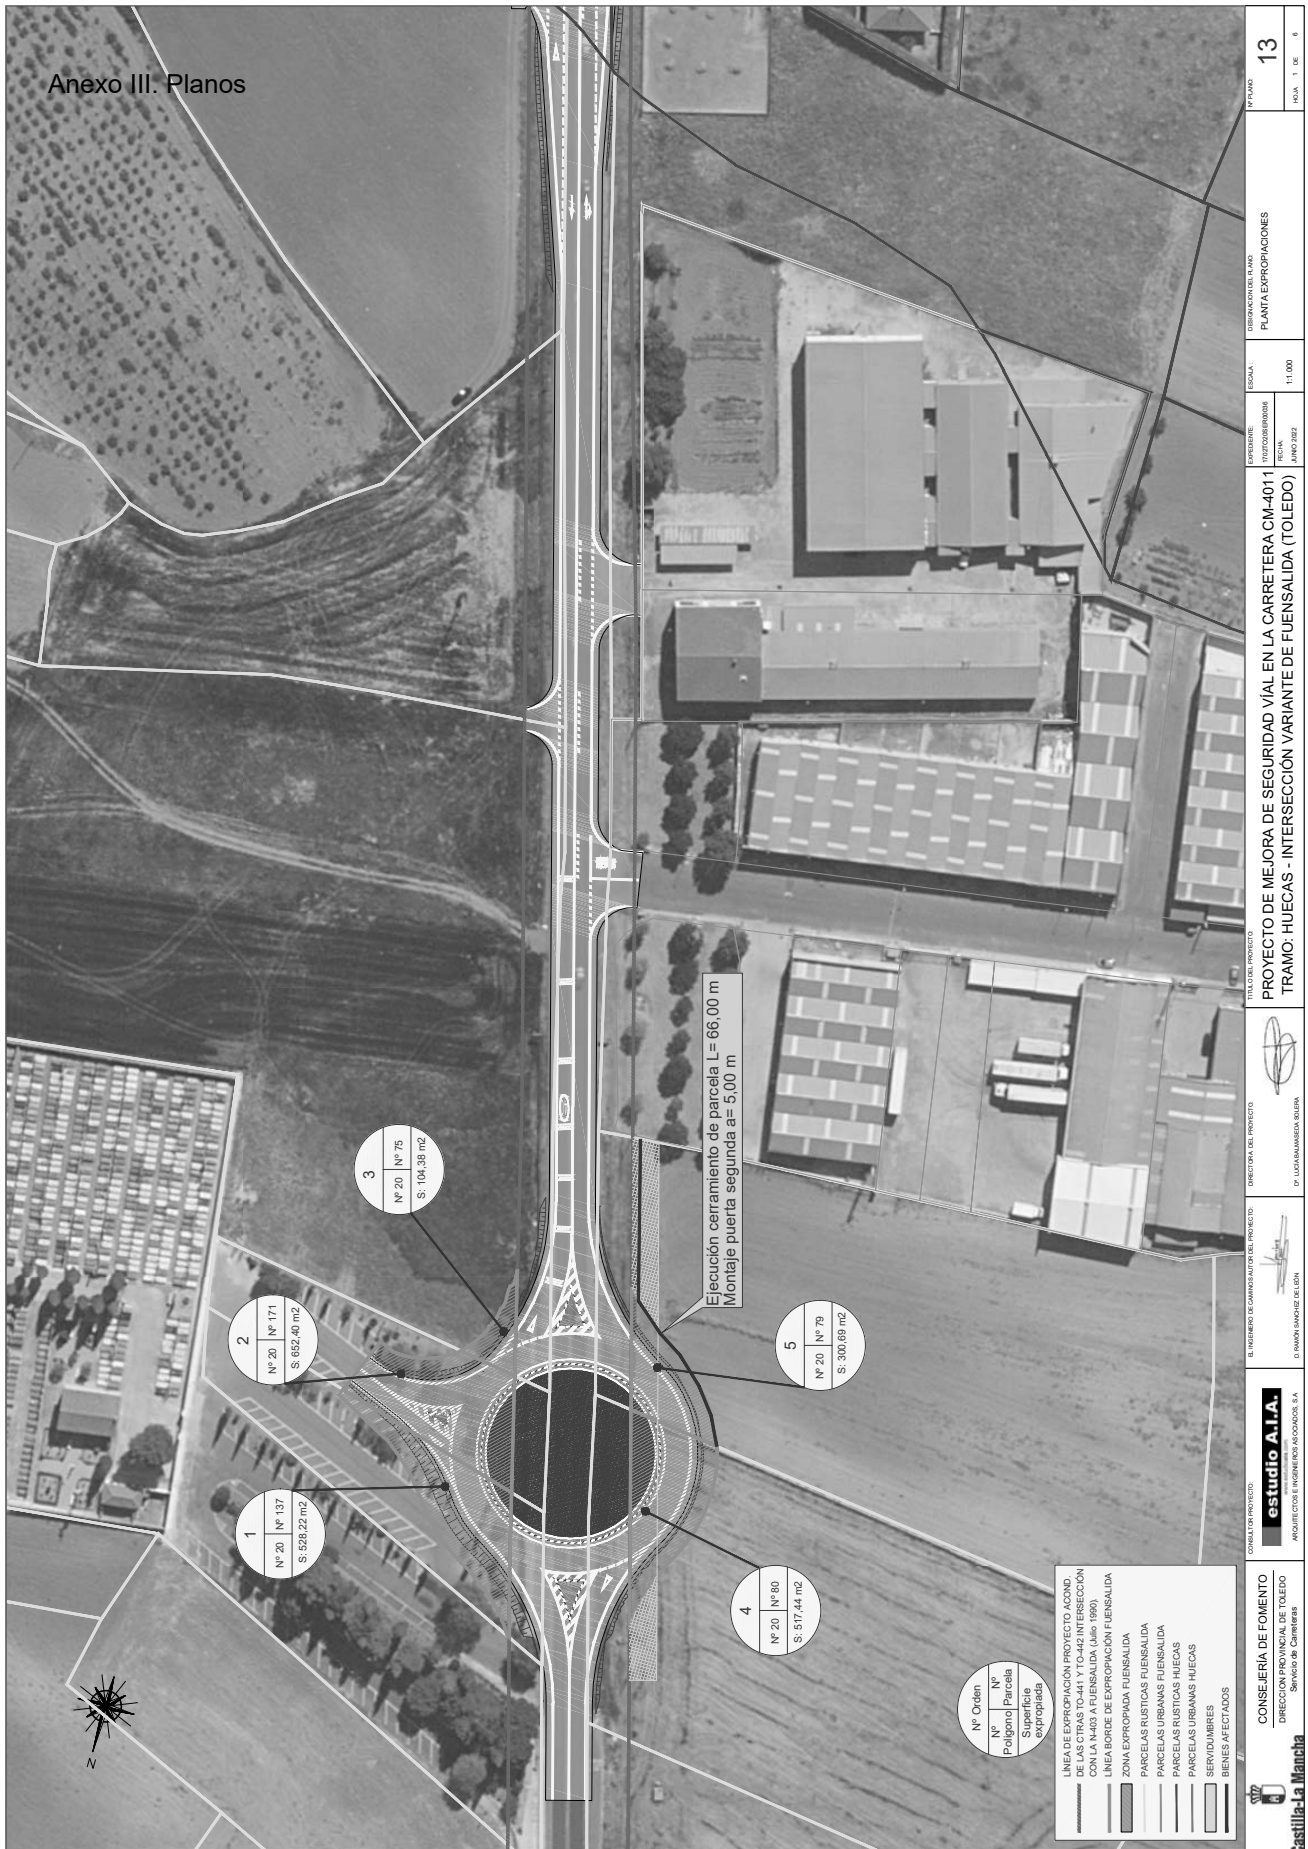 Anexo III. Planos
3
Nº 20 Nº 75
S: 104,38 m2
2
Nº 20 Nº 171
S: 652,40 m2
1
Nº 20 Nº 137
S: 528,22 m2
Ejecución cerramiento de parcela L= 66,00 m
Montaje puerta segunda a= 5,00 m
5
Nº 20 Nº 79
S: 300,69 m2
4
Nº 20 Nº 80
S: 517,44 m2
N
Nº Orden
Nº Nº
Poligono Parcela
Superficie
expropiada
LÍNEA DE EXPROPIACIÓN PROYECTO ACOND.
DE LAS CTRAS TO-441 Y TO-442 INTERSECCIÓN
CON LA N-403 A FUENSALIDA (Julio 1990).
LÍNEA BORDE DE EXPROPIACIÓN FUENSALIDA
ZONA EXPROPIADA FUENSALIDA
PARCELAS RUSTICAS FUENSALIDA
PARCELAS URBANAS FUENSALIDA
PARCELAS RUSTICAS HUECAS
PARCELAS URBANAS HUECAS
SERVIDUMBRES
BIENES AFECTADOS
Castilla-La Mancha
CONSEJERÍA DE FOMENTO
DIRECCION PROVINCIAL DE TOLEDO
Servicio de Carreteras
CONSULTOR PROYECTO:
estudio A.I.A.
ARQUITECTOS E INGENIEROS ASOCIADOS, S.A
EL INGENIERO DE CAMINOS AUTOR DEL PROYECTO:
D. RAMÓN SANCHEZ DE LEÓN
DIRECTORA DEL PROYECTO:
Dª. LUCÍA BALMASEDA SOLERA
TITULO DEL PROYECTO:
PROYECTO DE MEJORA DE SEGURIDAD VÍAL EN LA CARRETERA CM-4011
TRAMO: HUECAS - INTERSECCIÓN VARIANTE DE FUENSALIDA (TOLEDO)
EXPEDIENTE:
FECHA:
JUNIO 2022
ESCALA:
1:1.000
DESIGNACION DEL PLANO:
PLANTA EXPROPIACIONES
Nº PLANO:
13
HOJA 1 DE 6